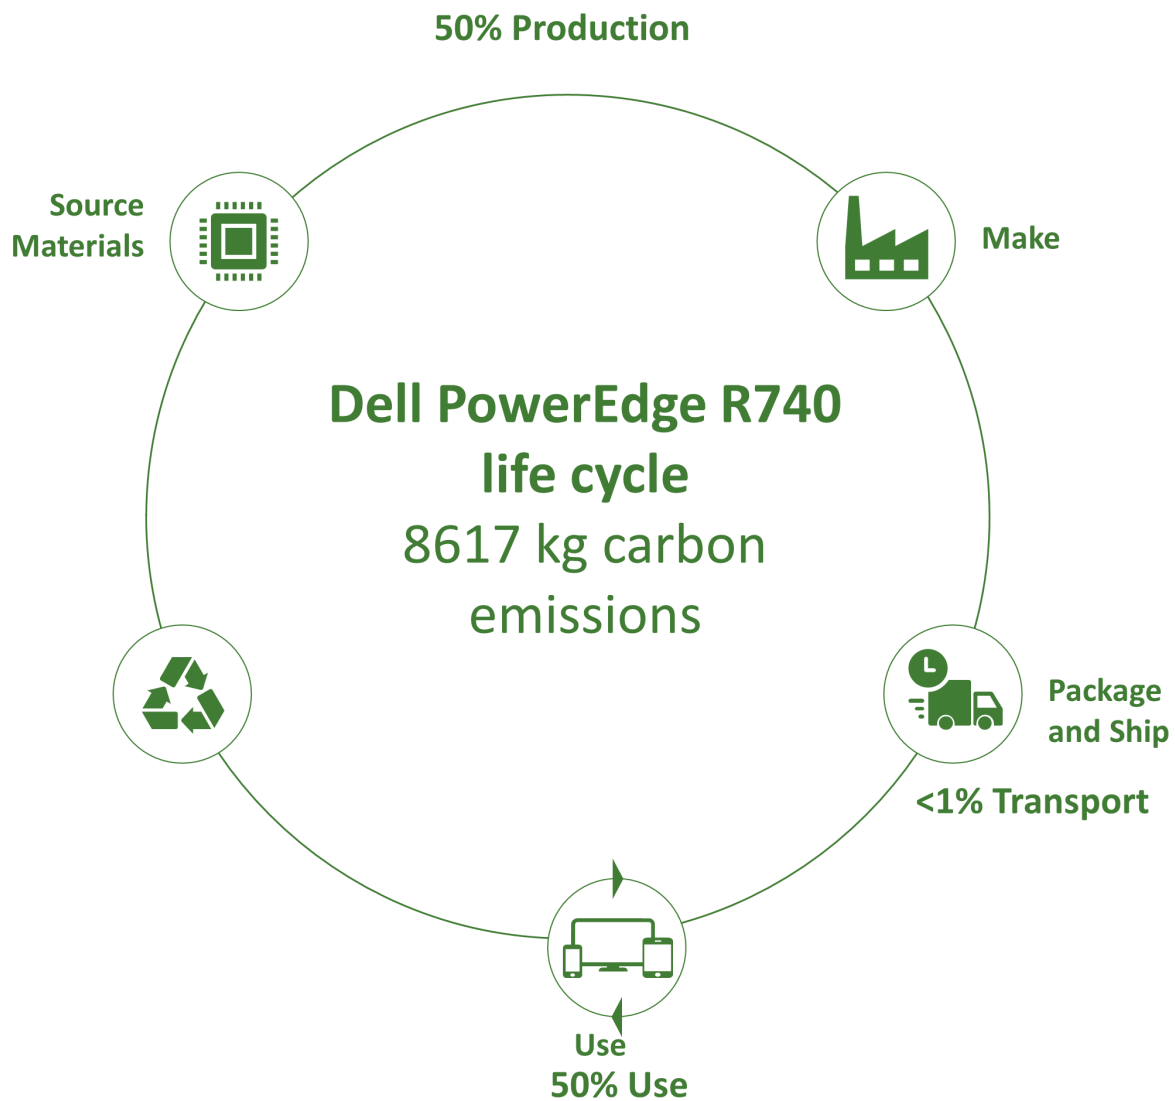 50% Production
Source
Materials
Make
Dell PowerEdge R740
life cycle
8617 kg carbon
emissions
Package
and Ship
<1% Transport
Use
50% Use